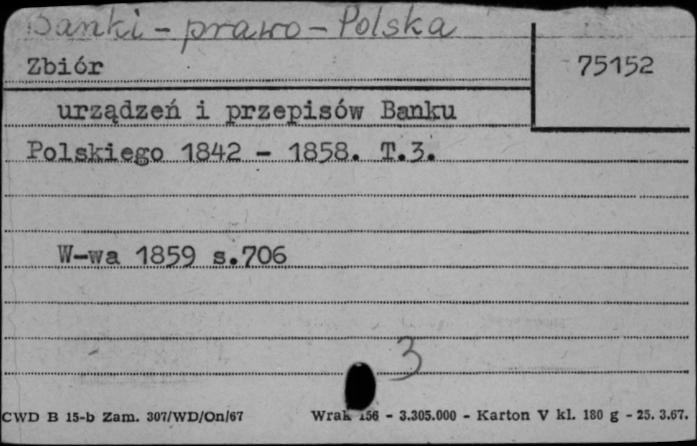 Banki - prawo - Polska
Zbiór
75152
urządzeń i przepisów Banku
Polskiego 1842 - 1858. T.3.
W-wa 1859 s.706
3
CWD B 15-b Zam. 307/WD/On/67 Wrak 156 - 3.305.000 - Karton V kl. 180 g - 25. 3.67.